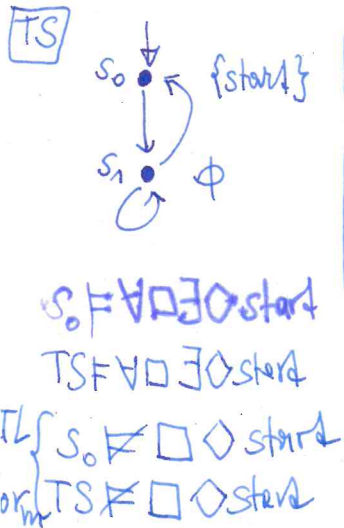 TS
S₀ {start}
S₁ ϕ
S₀ ⊨ ∀□∃◇start
TS ⊨ ∀□∃◇start
S₀ ⊭ □◇start
TS ⊭ □◇start